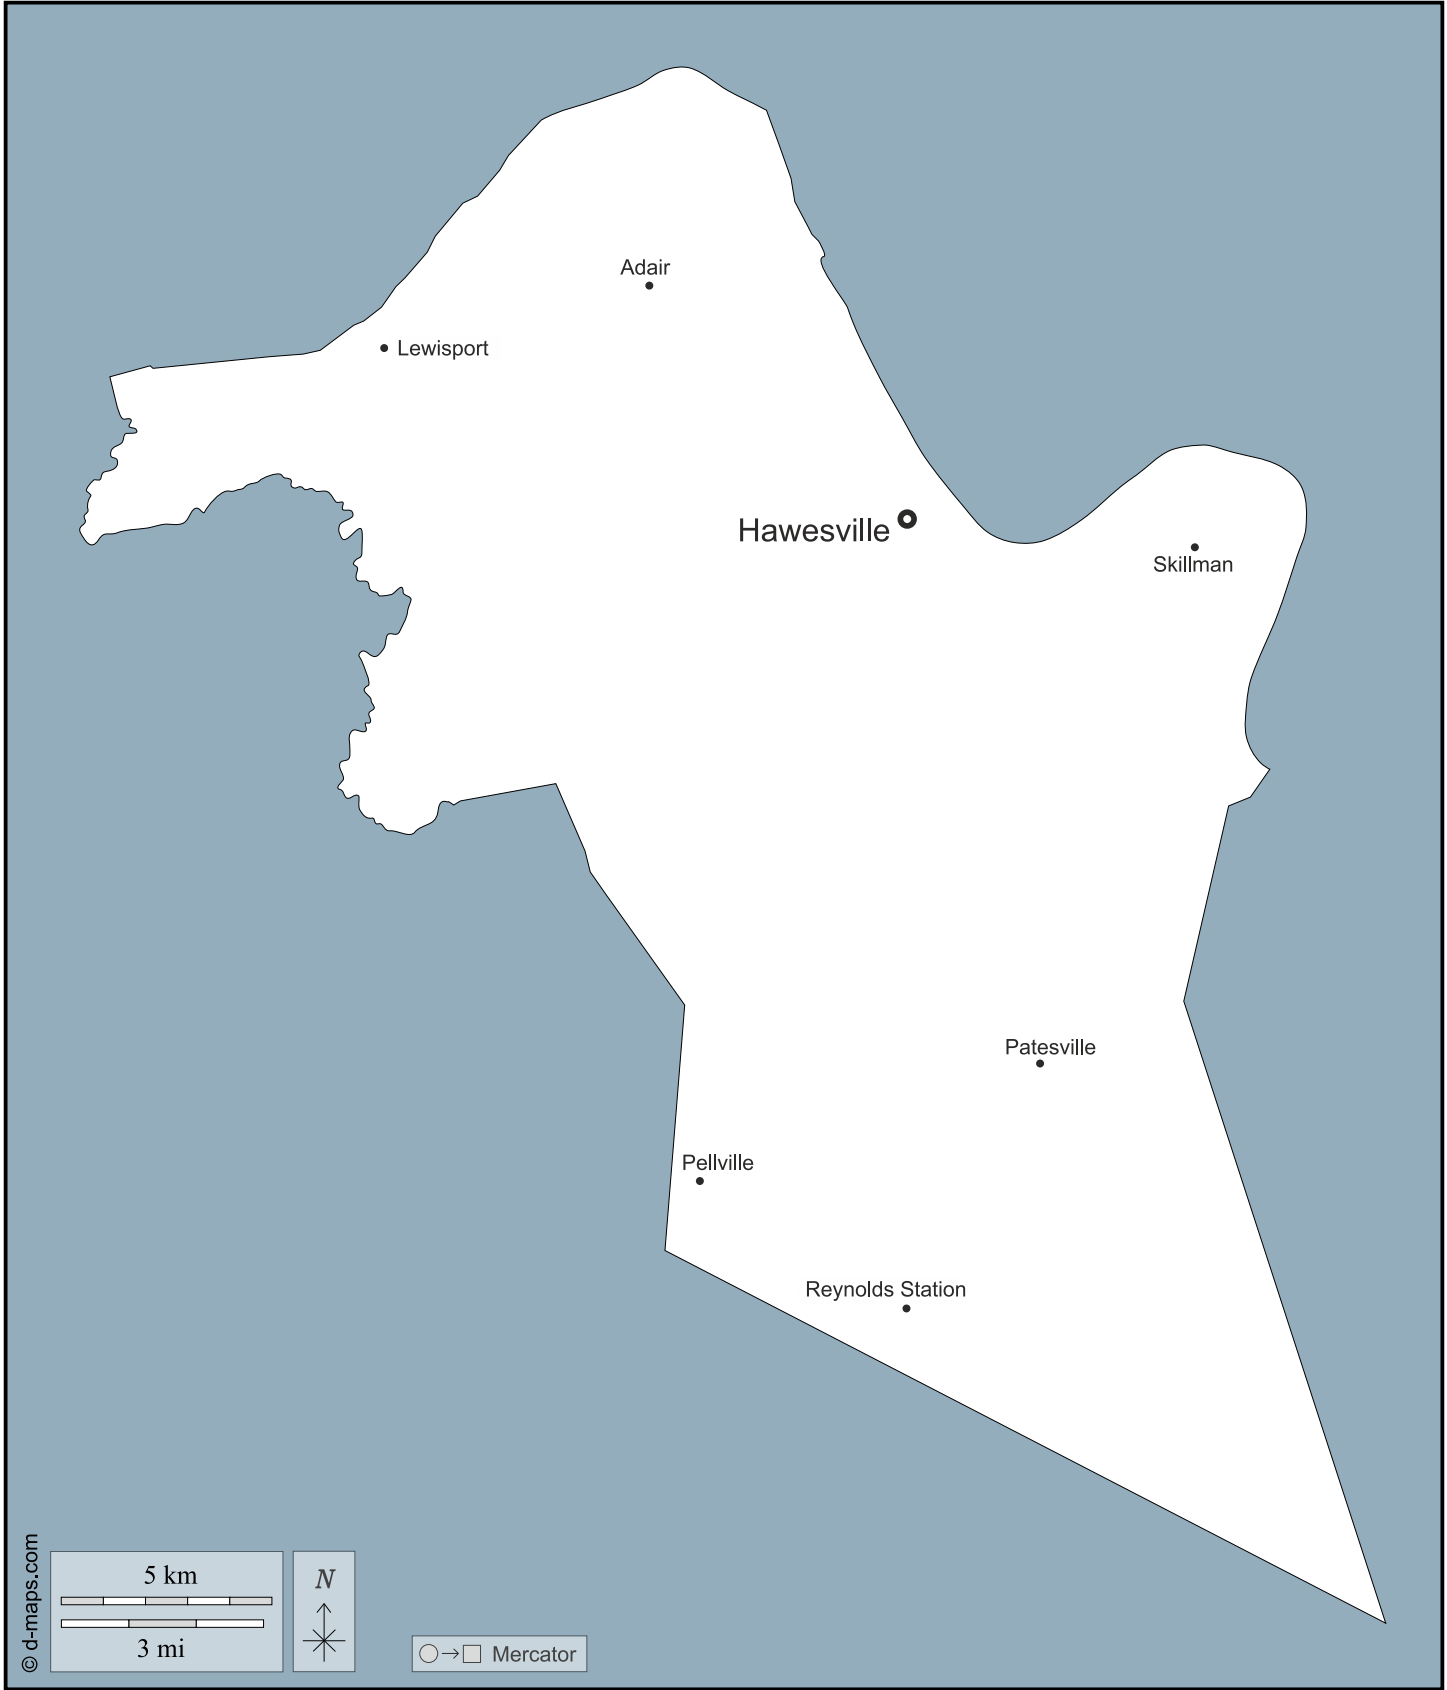 Adair
Lewisport
Hawesville
Skillman
Patesville
Pellville
Reynolds Station
© d-maps.com
5 km
3 mi
N
Mercator